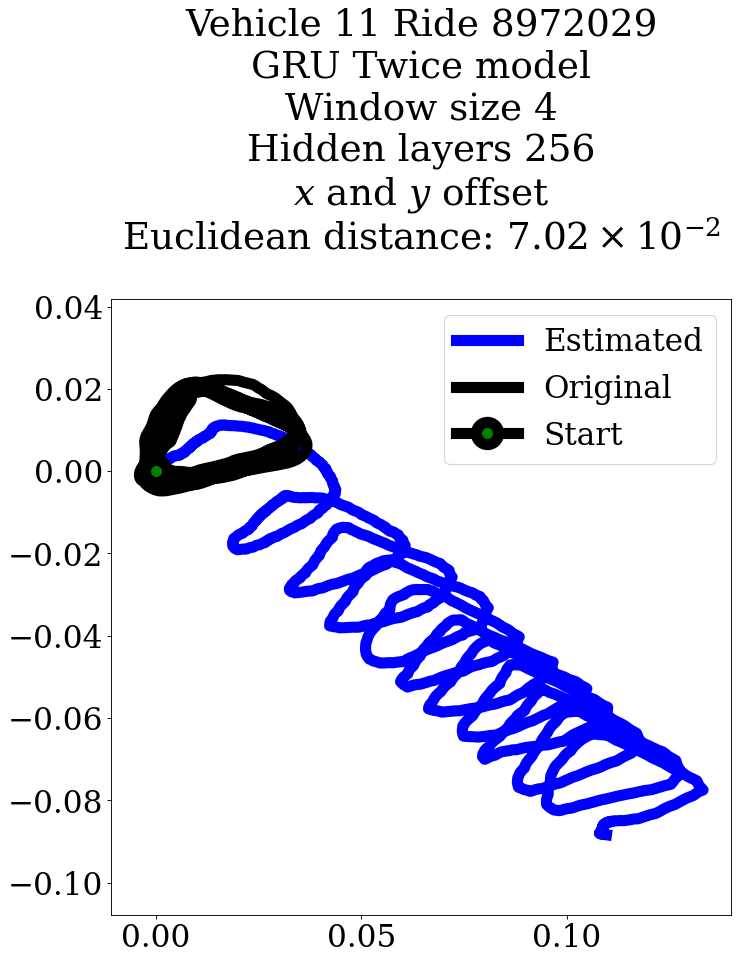 Vehicle 11 Ride 8972029
GRU Twice model
Window size 4
Hidden layers 256
x and y offset
Euclidean distance: 7.02 × 10⁻²
Estimated
Original
Start
0.04
0.02
0.00
−0.02
−0.04
−0.06
−0.08
−0.10
0.00 0.05 0.10